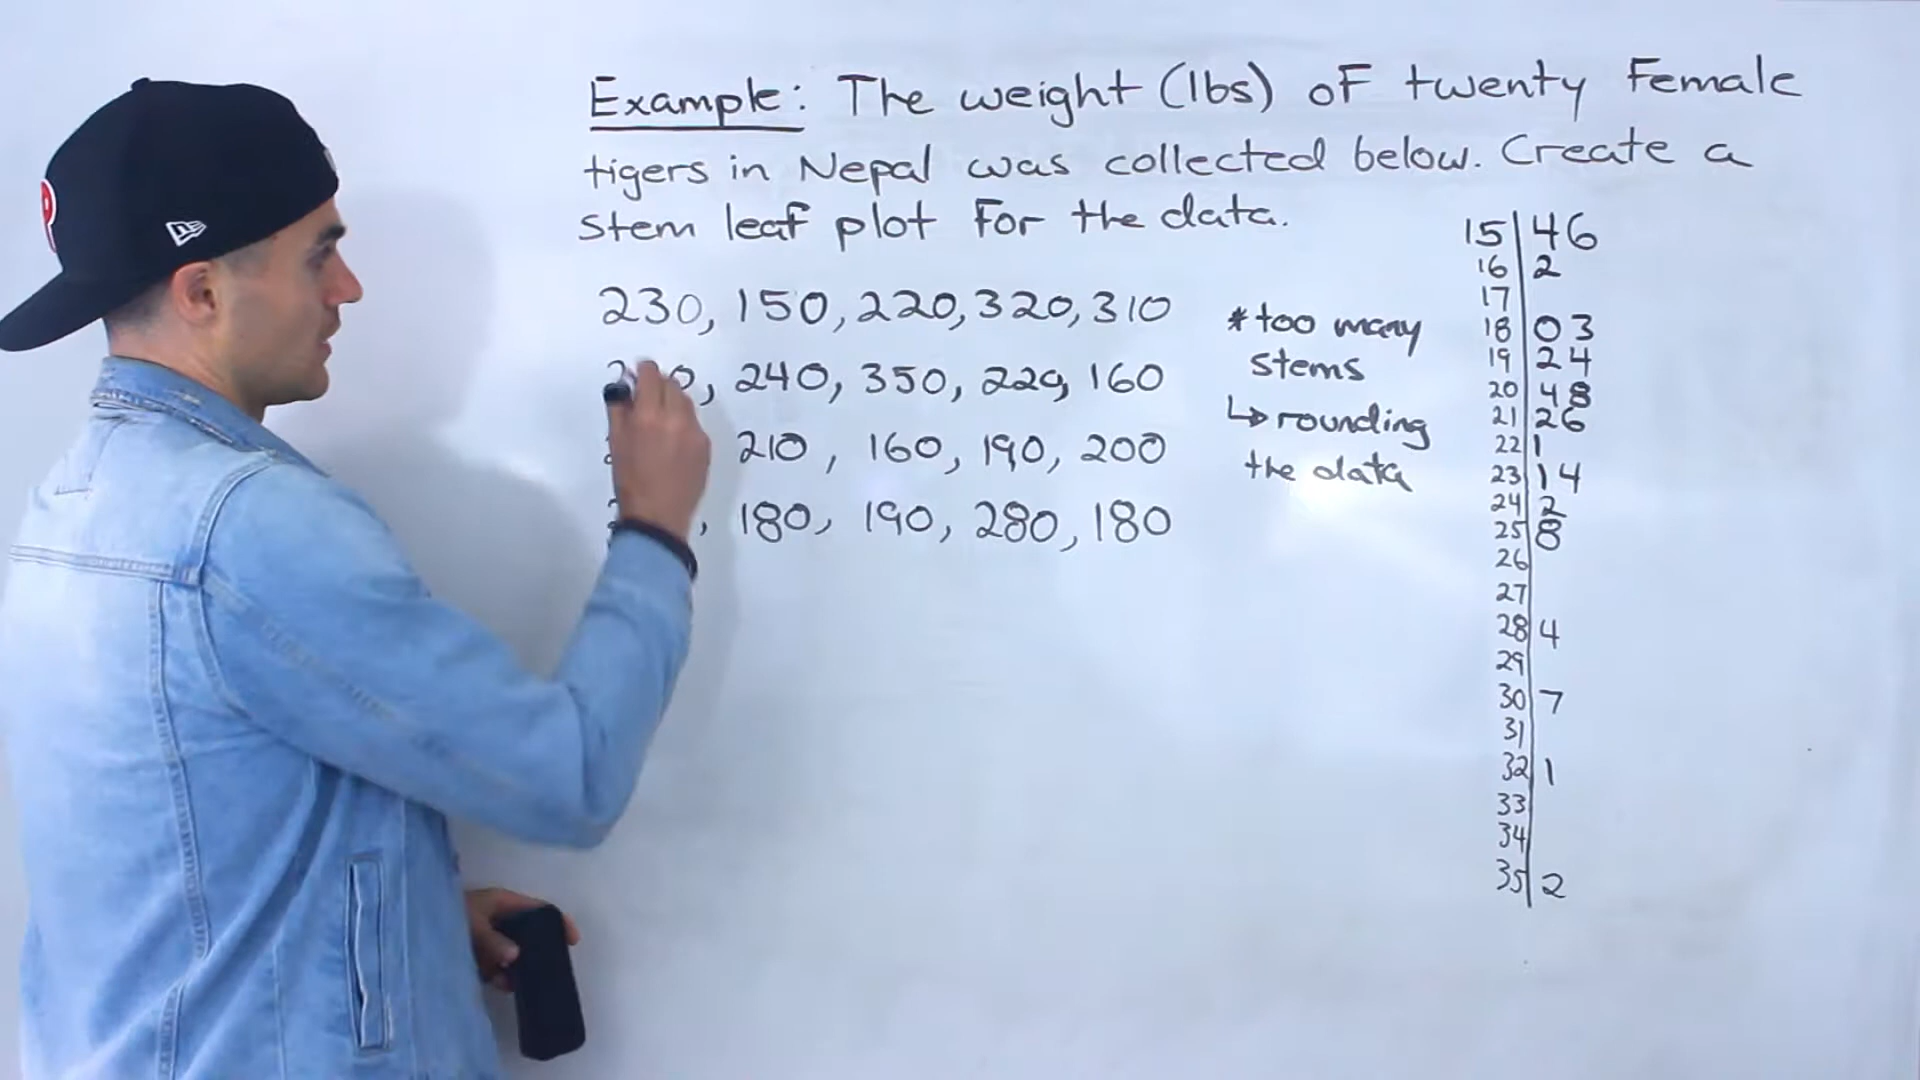 Example: The weight (lbs) of twenty female
tigers in Nepal was collected below. Create a
stem leaf plot for the data.
230, 150, 220, 320, 310
240, 350, 220, 160
210, 160, 190, 200
180, 190, 280, 180
* too many
stems
↳ rounding
the data
15 | 4 6
16 | 2
17 |
18 | 0 3
19 | 2 4
20 | 4 8
21 | 2 6
22 | 1
23 | 1 4
24 | 2
25 | 8
26 |
27 |
28 | 4
29 |
30 | 7
31 |
32 | 1
33 |
34 |
35 | 2